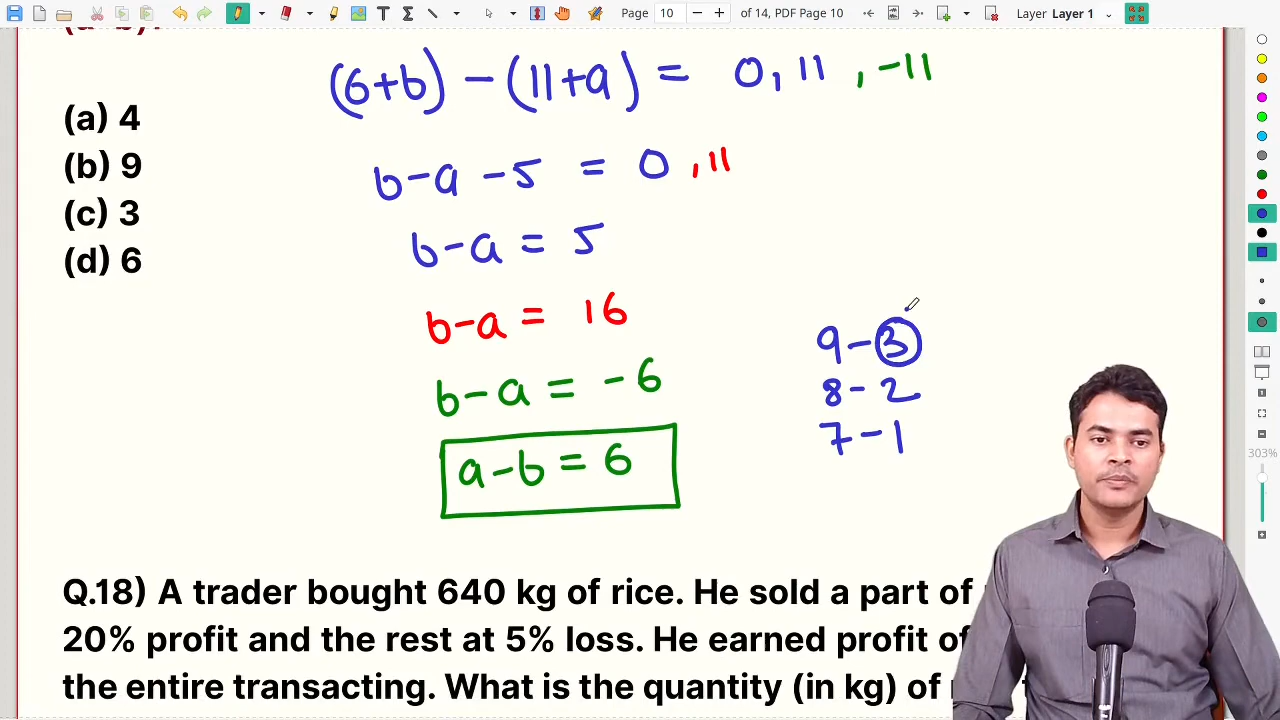 Page 10 of 14, PDF Page 10 Layer Layer 1
(6+b) - (11+a) = 0, 11 , -11
(a) 4
(b) 9
b-a-5 = 0 , 11
(c) 3
b-a = 5
(d) 6
b-a = 16
9-3
b-a = -6
8-2
7-1
303%
a-b = 6
Q.18) A trader bought 640 kg of rice. He sold a part of
20% profit and the rest at 5% loss. He earned profit of
the entire transacting. What is the quantity (in kg) of